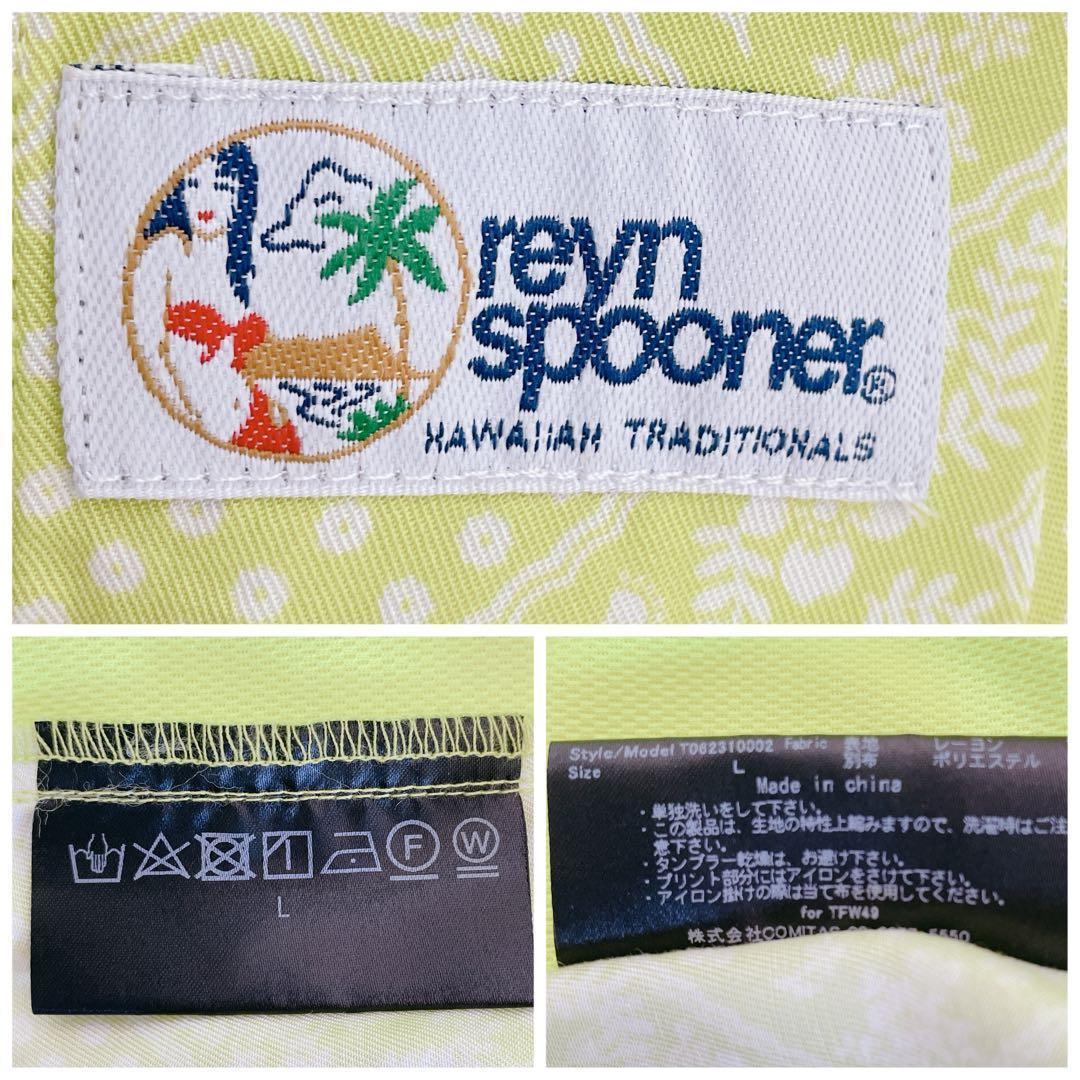 reyn
spooner®
HAWAIIAN TRADITIONALS
F W
L
Style/Model T062310002 Fabric 表地 レーヨン
Size L 別布 ポリエステル
Made in china
・単独洗いをして下さい。
・この製品は、生地の特性上縮みますので、洗濯時はご注
意下さい。
・タンブラー乾燥は、お避け下さい。
・プリント部分にはアイロンをさけて下さい。
・アイロン掛けの際は当て布を使用してください。
for TFW49
株式会社COMITAS 5550